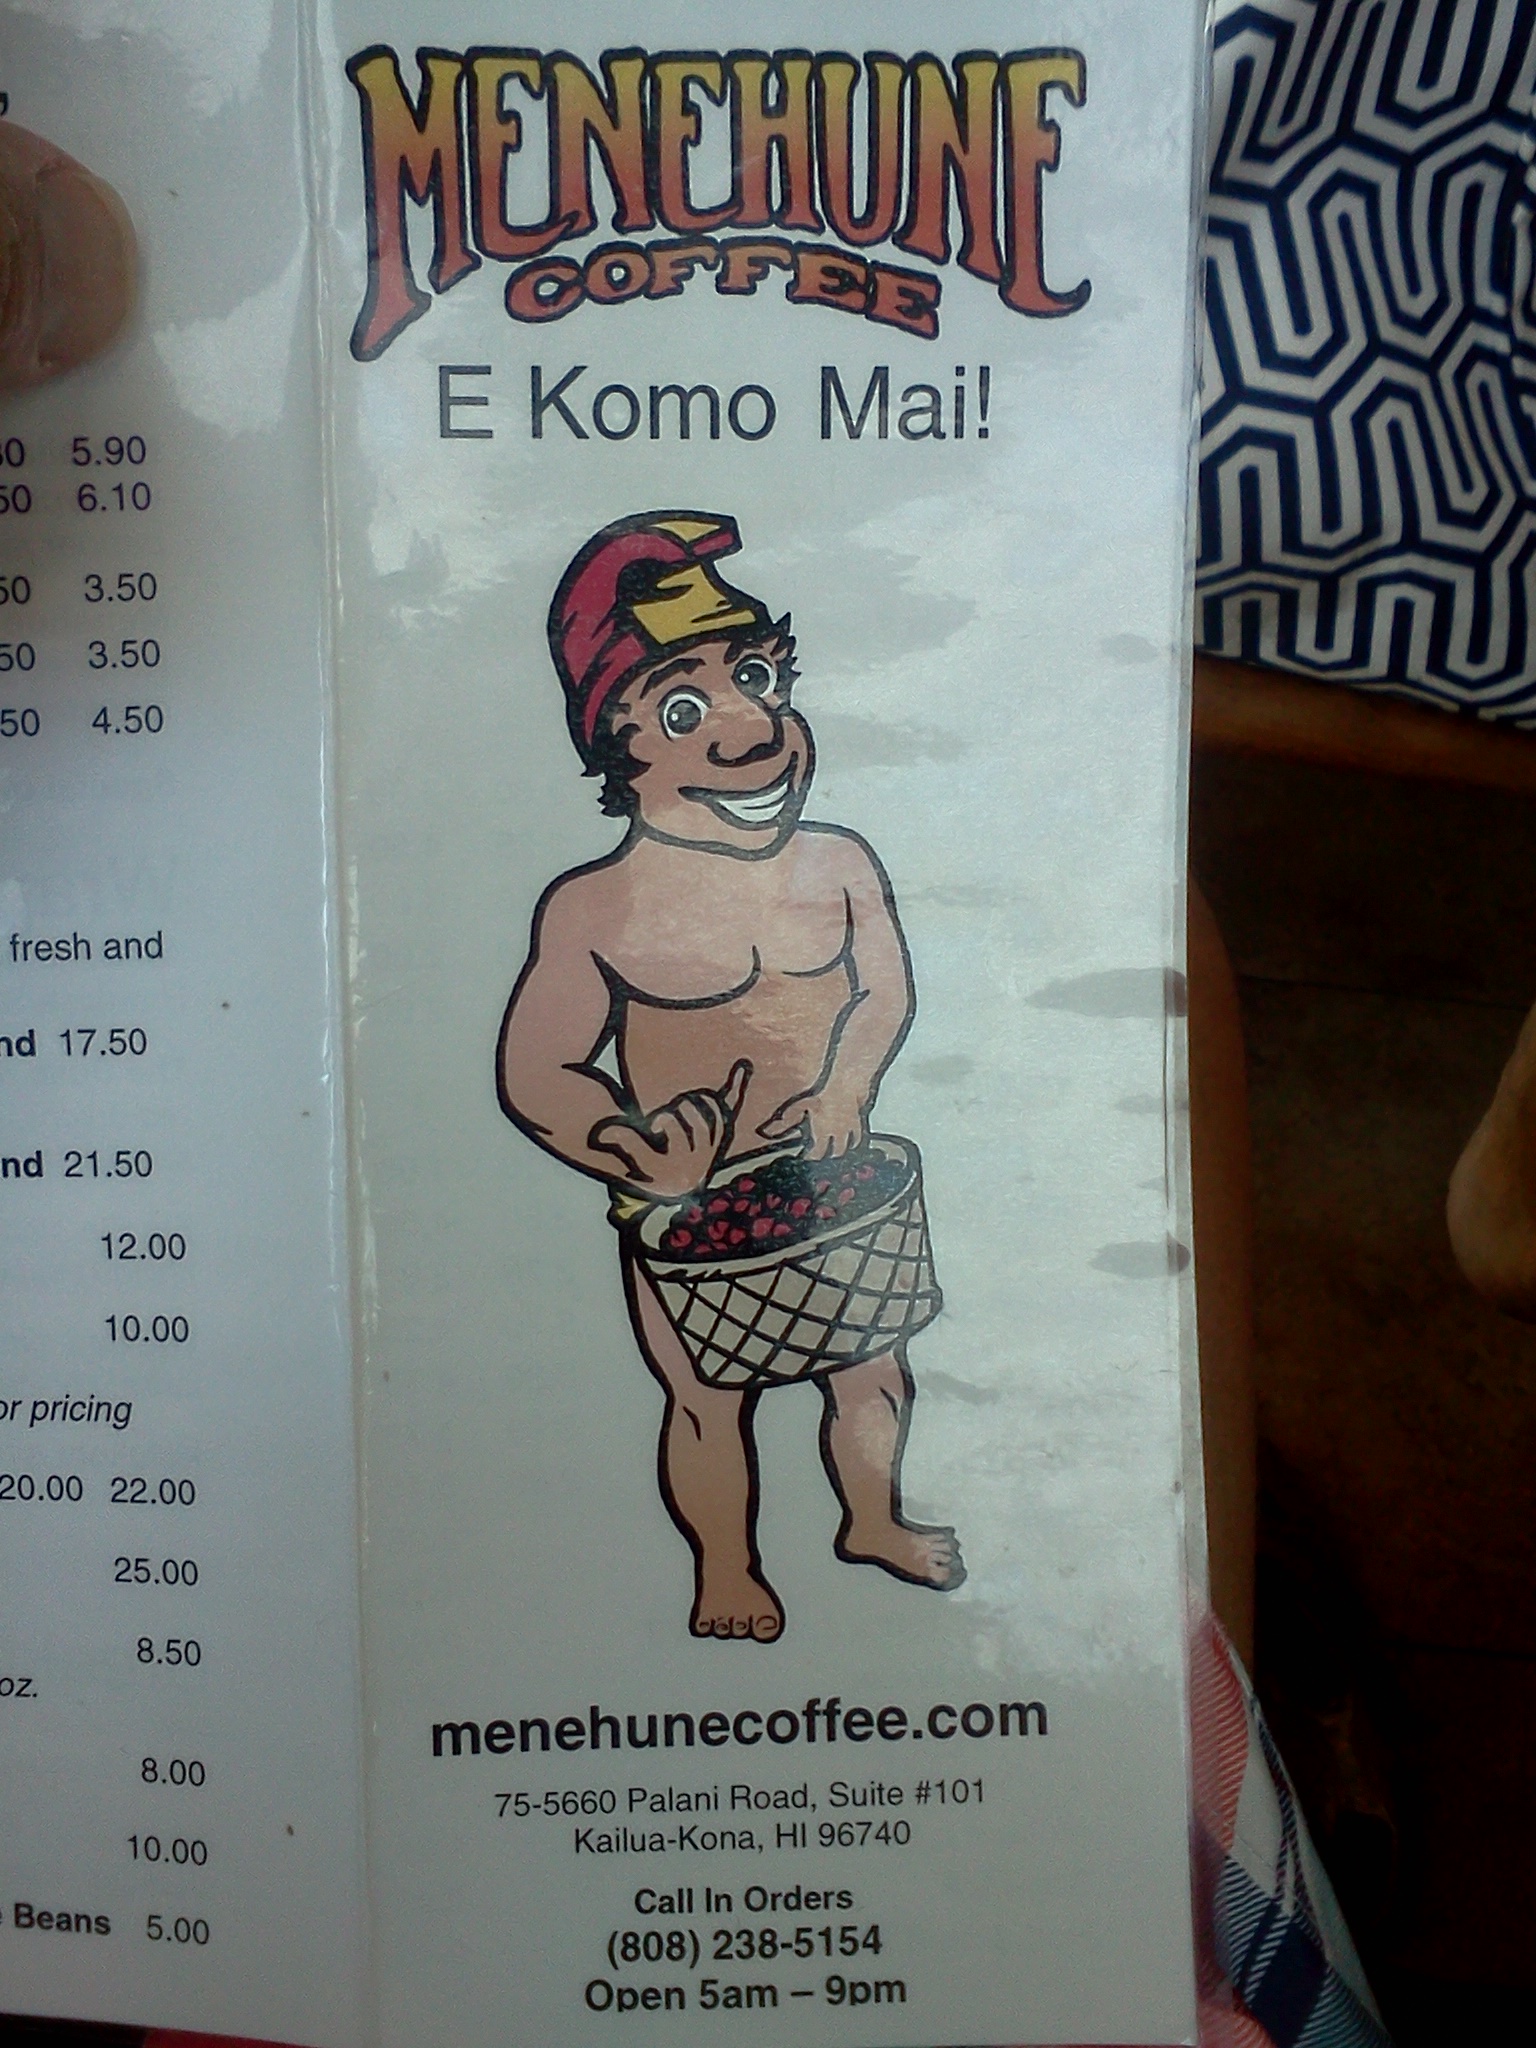 MENEHUNE
COFFEE
E Komo Mai!
5.90
6.10
3.50
3.50
4.50
fresh and
17.50
21.50
12.00
10.00
pricing
20.00 22.00
25.00
8.50
oz.
8.00
10.00
Beans 5.00
menehunecoffee.com
75-5660 Palani Road, Suite #101
Kailua-Kona, HI 96740
Call In Orders
(808) 238-5154
Open 5am – 9pm